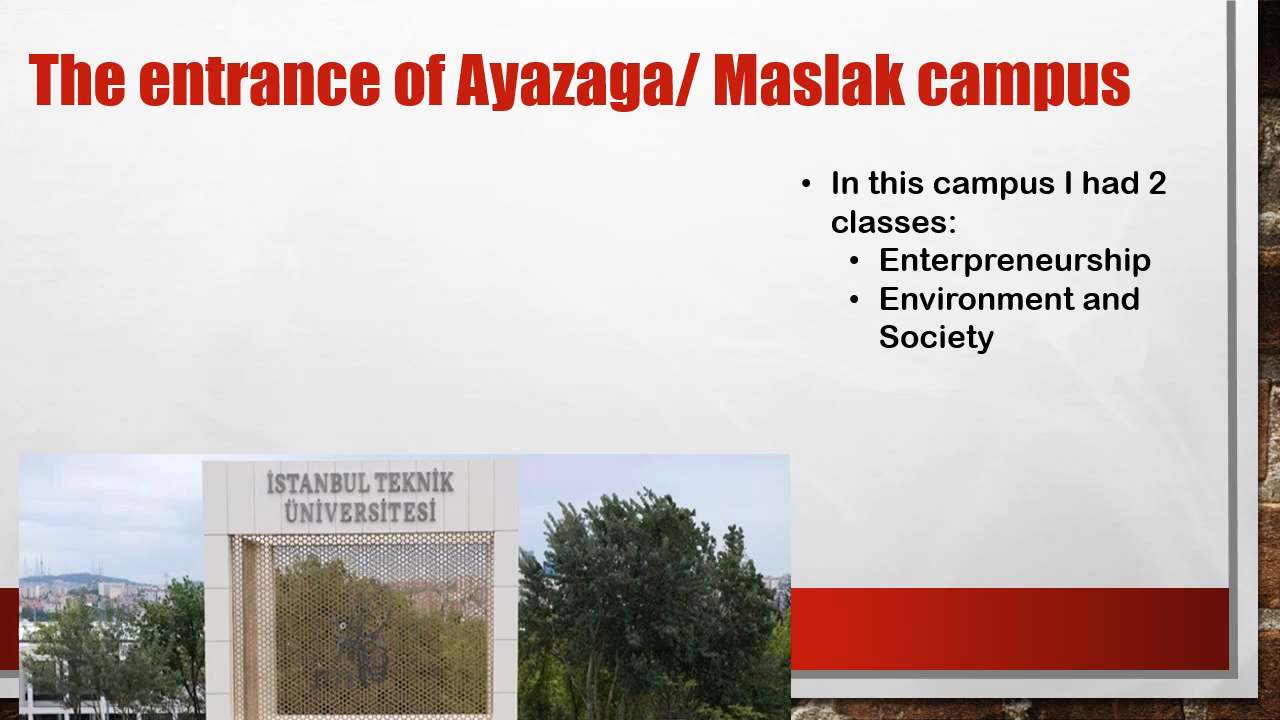 The entrance of Ayazaga/ Maslak campus
• In this campus I had 2
classes:
• Enterpreneurship
• Environment and
Society
İSTANBUL TEKNİK
ÜNİVERSİTESİ